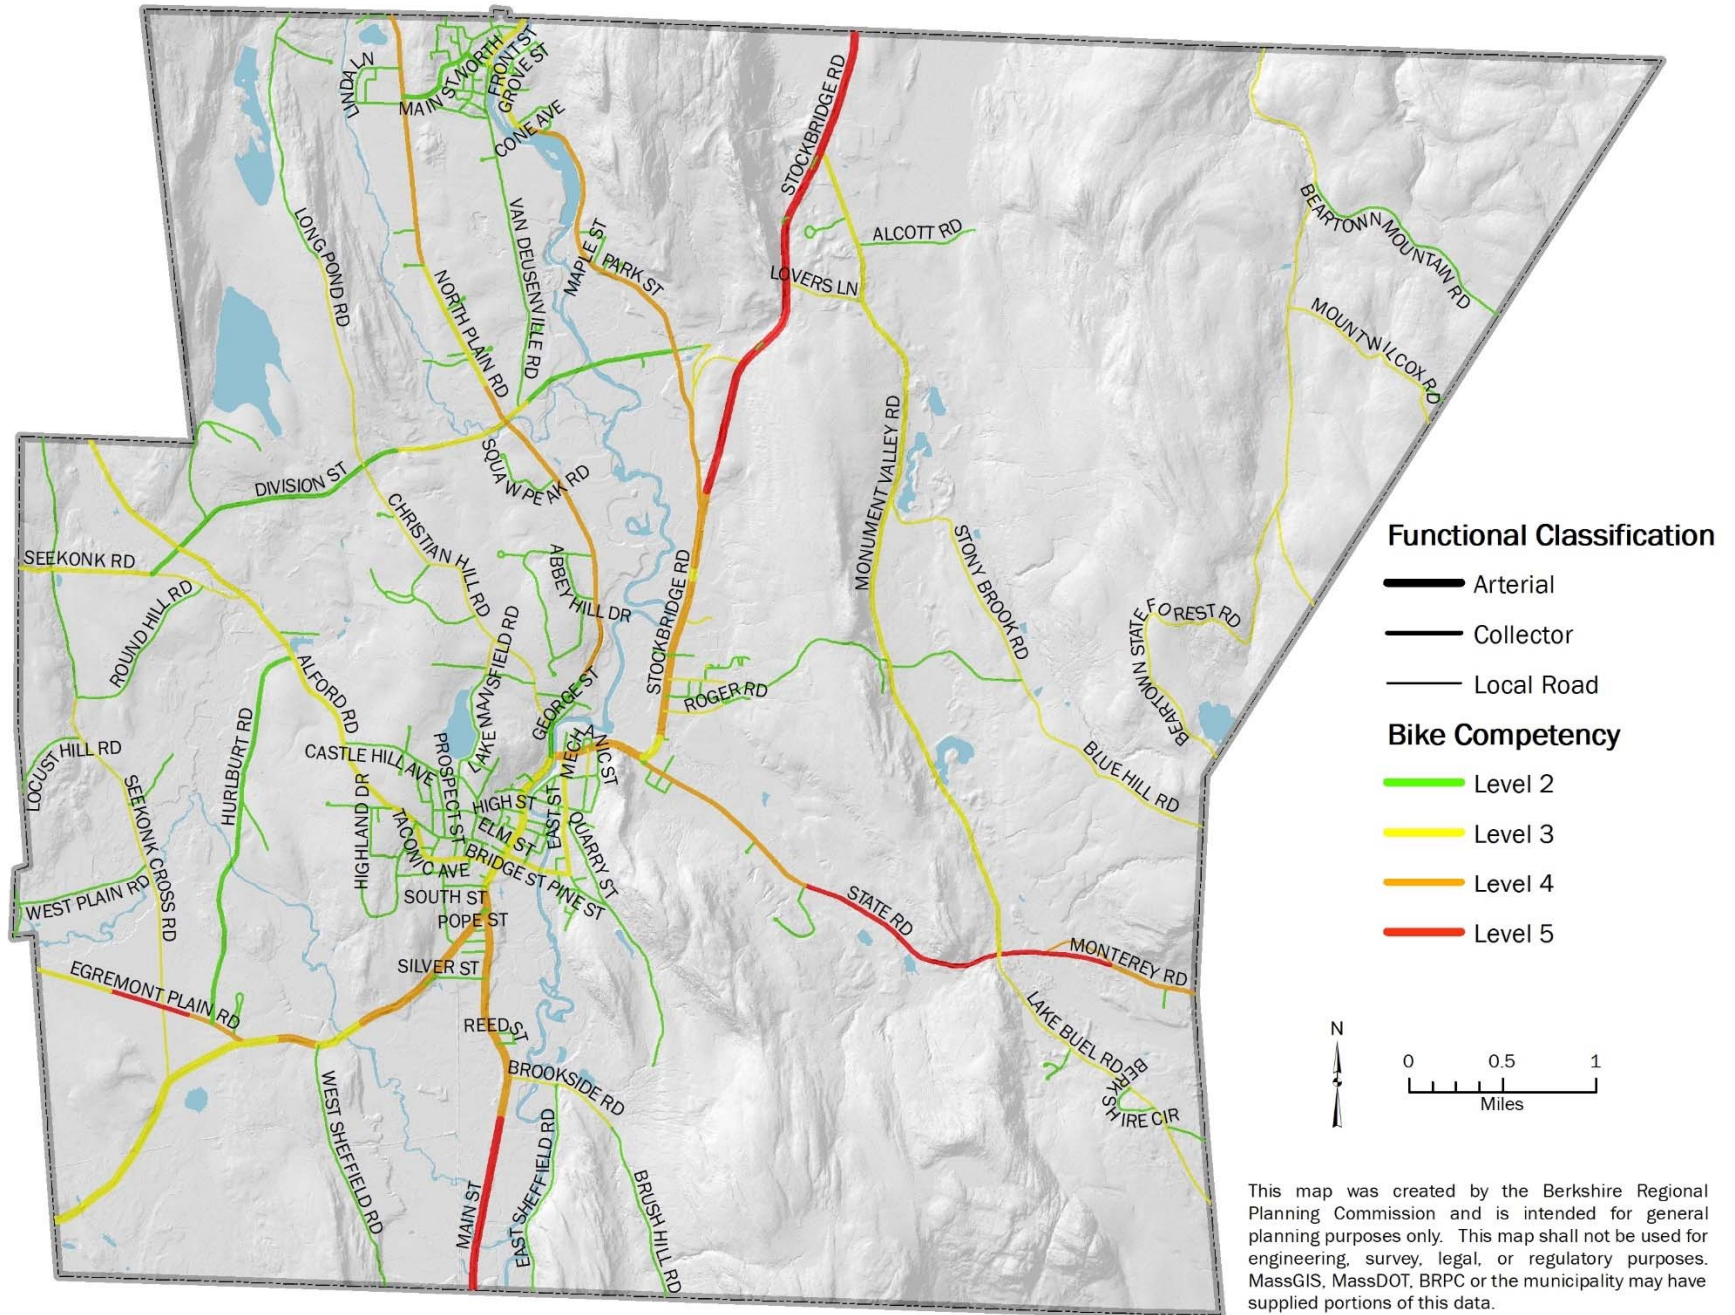 LINDA LN
MAIN ST NORTH
FRONT ST
GROVE ST
CONE AVE
STOCKBRIDGE RD
LONG POND RD
VAN DEUSENVILLE RD
MAPLE ST
PARK ST
ALCOTT RD
LOVERS LN
BEARTOWN MOUNTAIN RD
MOUNT WILCOX RD
NORTH PLAIN RD
DIVISION ST
SQUAW PEAK RD
MONUMENT VALLEY RD
CHRISTIAN HILL RD
SEEKONK RD
ROUND HILL RD
ABBEY HILL DR
STOCKBRIDGE RD
STONY BROOK RD
BEARTOWN STATE FOREST RD
LAKE MANSFIELD RD
ALFORD RD
GEORGE ST
ROGER RD
HURLBURT RD
LOCUST HILL RD
CASTLE HILL AVE
PROSPECT ST
MECHANIC ST
BLUE HILL RD
SEEKONK CROSS RD
HIGHLAND DR
TACONIC AVE
HIGH ST
ELM ST
EAST ST
QUARRY ST
BRIDGE ST
PINE ST
WEST PLAIN RD
SOUTH ST
POPE ST
STATE RD
MONTEREY RD
SILVER ST
EGREMONT PLAIN RD
REED ST
LAKE BUEL RD
BROOKSIDE RD
BERKSHIRE CIR
WEST SHEFFIELD RD
MAIN ST
EAST SHEFFIELD RD
BRUSH HILL RD
Functional Classification
Arterial
Collector
Local Road
Bike Competency
Level 2
Level 3
Level 4
Level 5
N
0 0.5 1
Miles
This map was created by the Berkshire Regional
Planning Commission and is intended for general
planning purposes only. This map shall not be used for
engineering, survey, legal, or regulatory purposes.
MassGIS, MassDOT, BRPC or the municipality may have
supplied portions of this data.